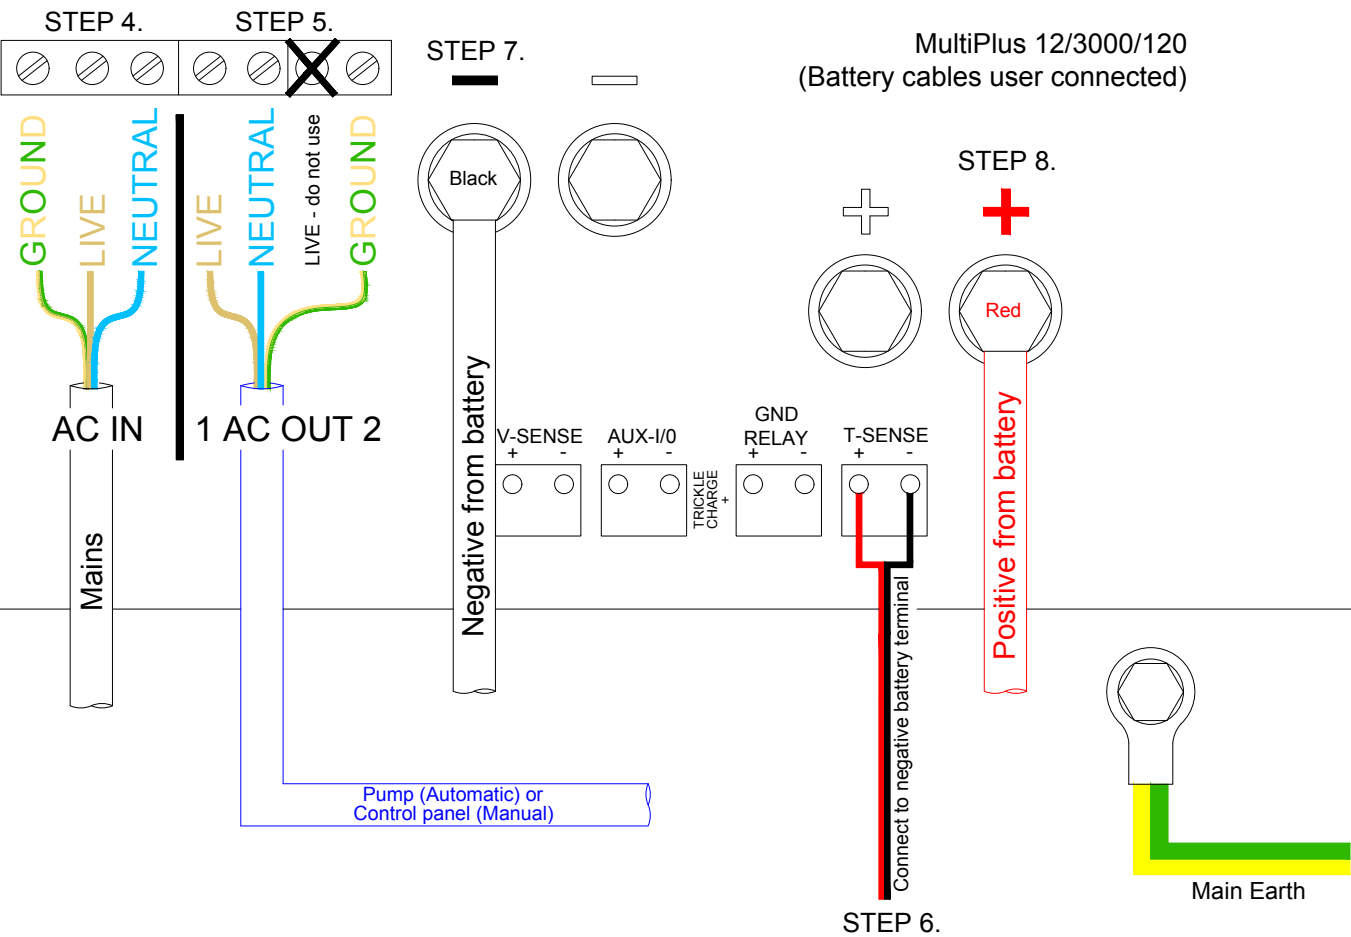 STEP 4.
STEP 5.
STEP 7.
MultiPlus 12/3000/120
(Battery cables user connected)
GROUND
LIVE
NEUTRAL
LIVE
NEUTRAL
LIVE - do not use
GROUND
Black
STEP 8.
Red
AC IN
1 AC OUT 2
Mains
Negative from battery
V-SENSE
+ -
AUX-I/0
+ -
TRICKLE
CHARGE
+
GND
RELAY
+ -
T-SENSE
+ -
Positive from battery
Connect to negative battery terminal
Pump (Automatic) or
Control panel (Manual)
Main Earth
STEP 6.